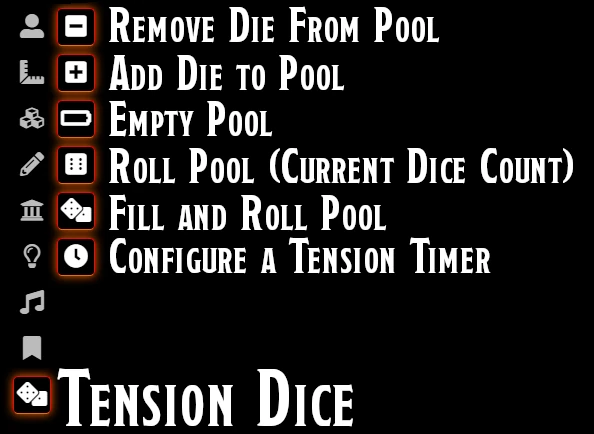 Remove Die From Pool
Add Die to Pool
Empty Pool
Roll Pool (Current Dice Count)
Fill and Roll Pool
Configure a Tension Timer
Tension Dice